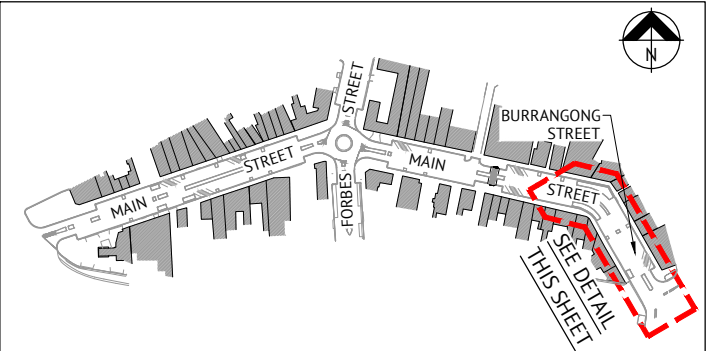 N
STREET
BURRANGONG
STREET
MAIN
STREET
MAIN
STREET
FORBES
SEE DETAIL
THIS SHEET